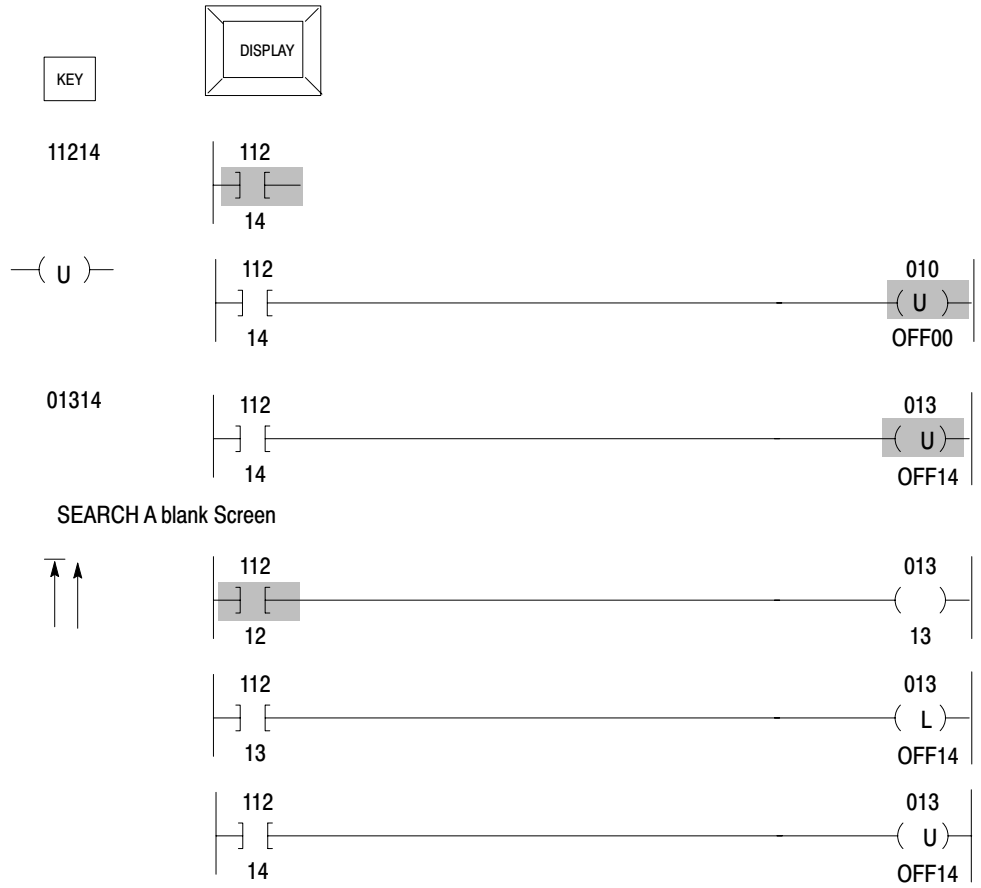 DISPLAY
KEY
11214 112
14
U 112 010
U
14 OFF00
01314 112 013
U
14 OFF14
SEARCH A blank Screen
112 013
12 13
112 013
L
13 OFF14
112 013
U
14 OFF14